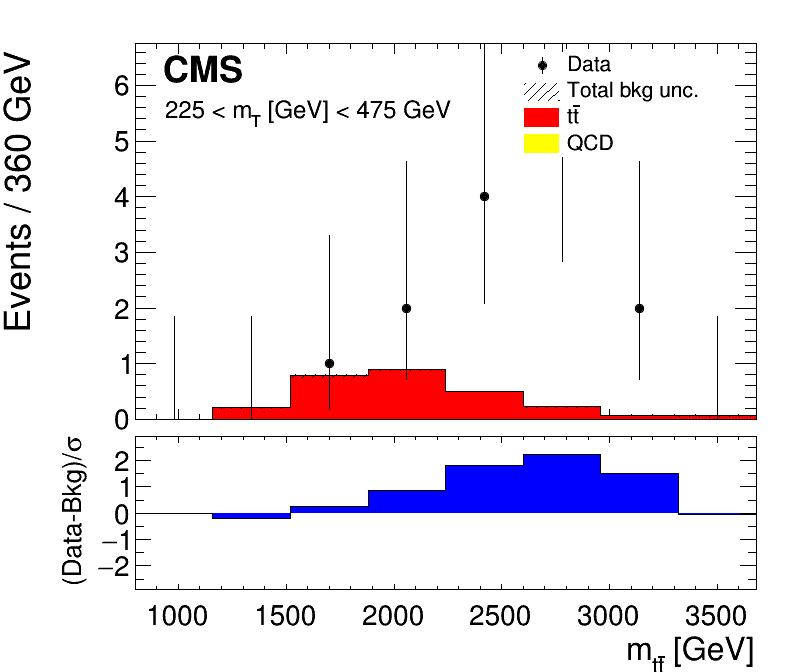 CMS
225 < m_T [GeV] < 475 GeV
Data
Total bkg unc.
tt̄
QCD
Events / 360 GeV
6
5
4
3
2
1
0
(Data-Bkg)/σ
2
1
0
−1
−2
1000 1500 2000 2500 3000 3500
m_tt̄ [GeV]